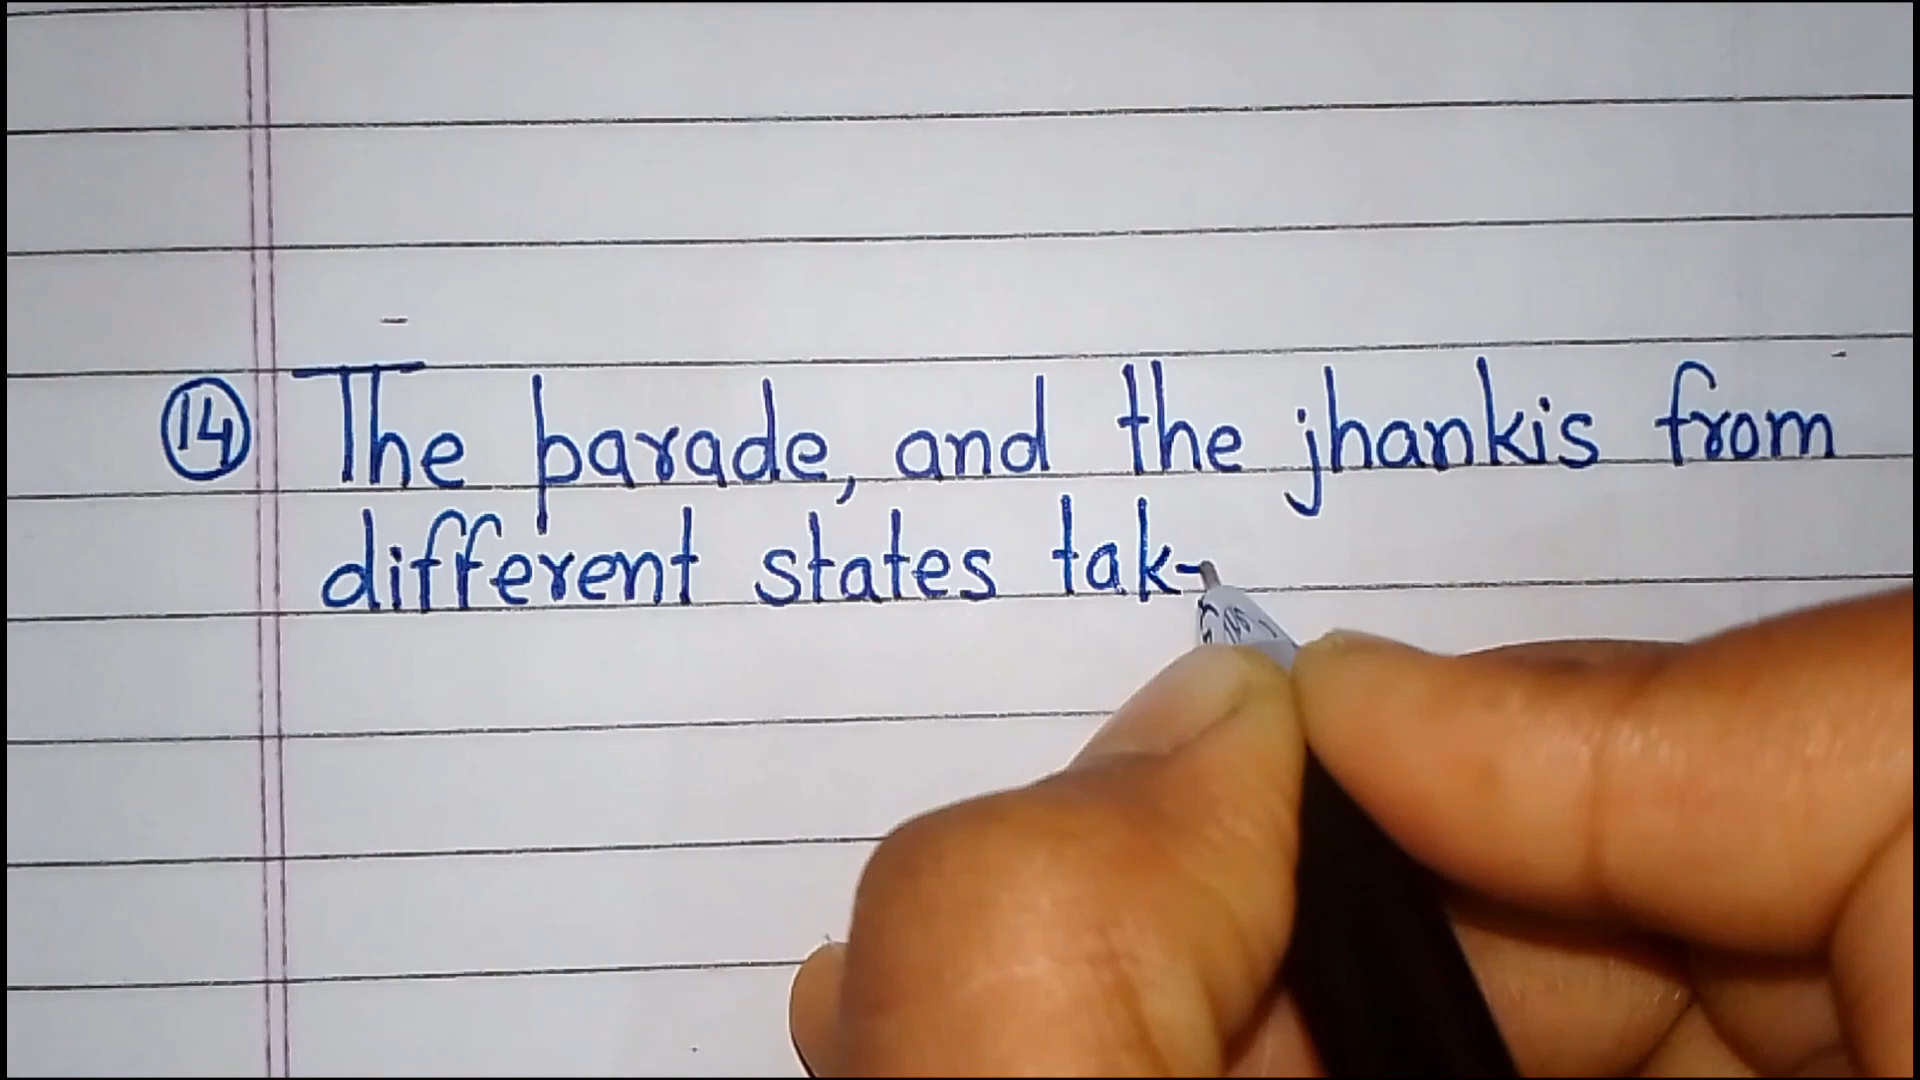 14 The parade, and the jhankis from
different states tak